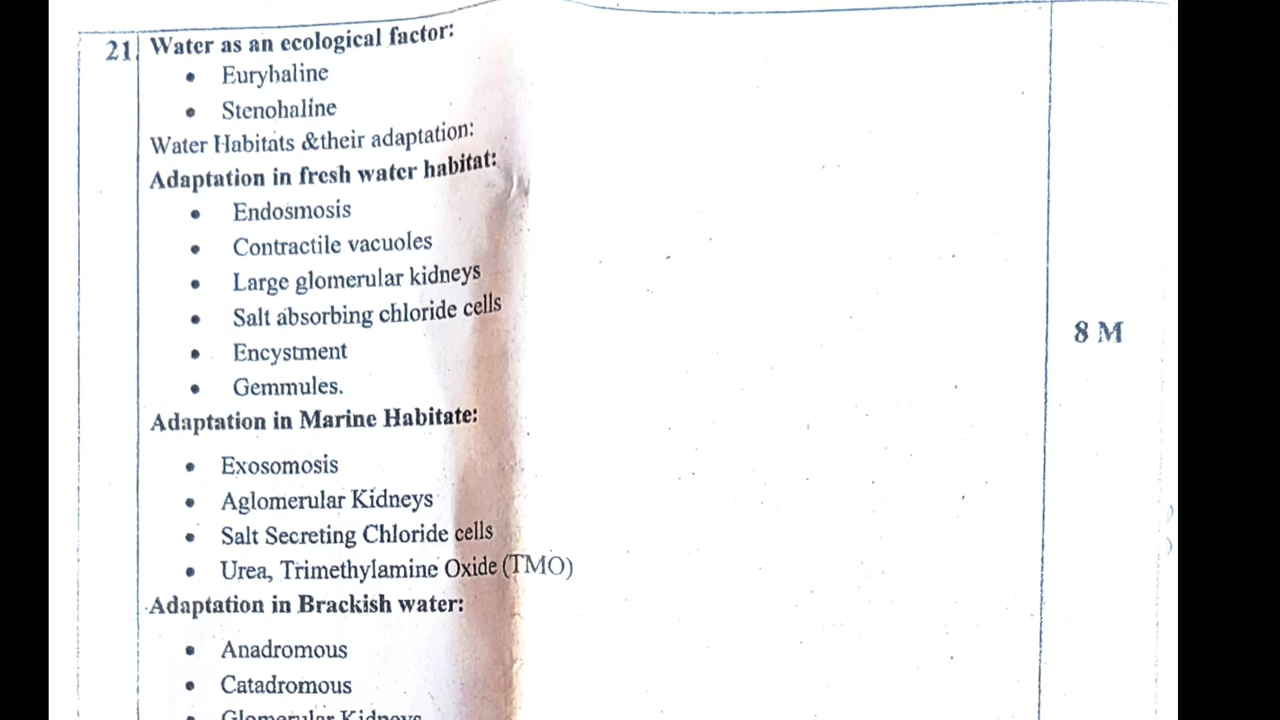 21. Water as an ecological factor:
• Euryhaline
• Stenohaline
Water Habitats &their adaptation:
Adaptation in fresh water habitat:
• Endosmosis
• Contractile vacuoles
• Large glomerular kidneys
• Salt absorbing chloride cells
• Encystment
• Gemmules.
8 M
Adaptation in Marine Habitate:
• Exosomosis
• Aglomerular Kidneys
• Salt Secreting Chloride cells
• Urea, Trimethylamine Oxide (TMO)
Adaptation in Brackish water:
• Anadromous
• Catadromous
• Glomerular Kidneys